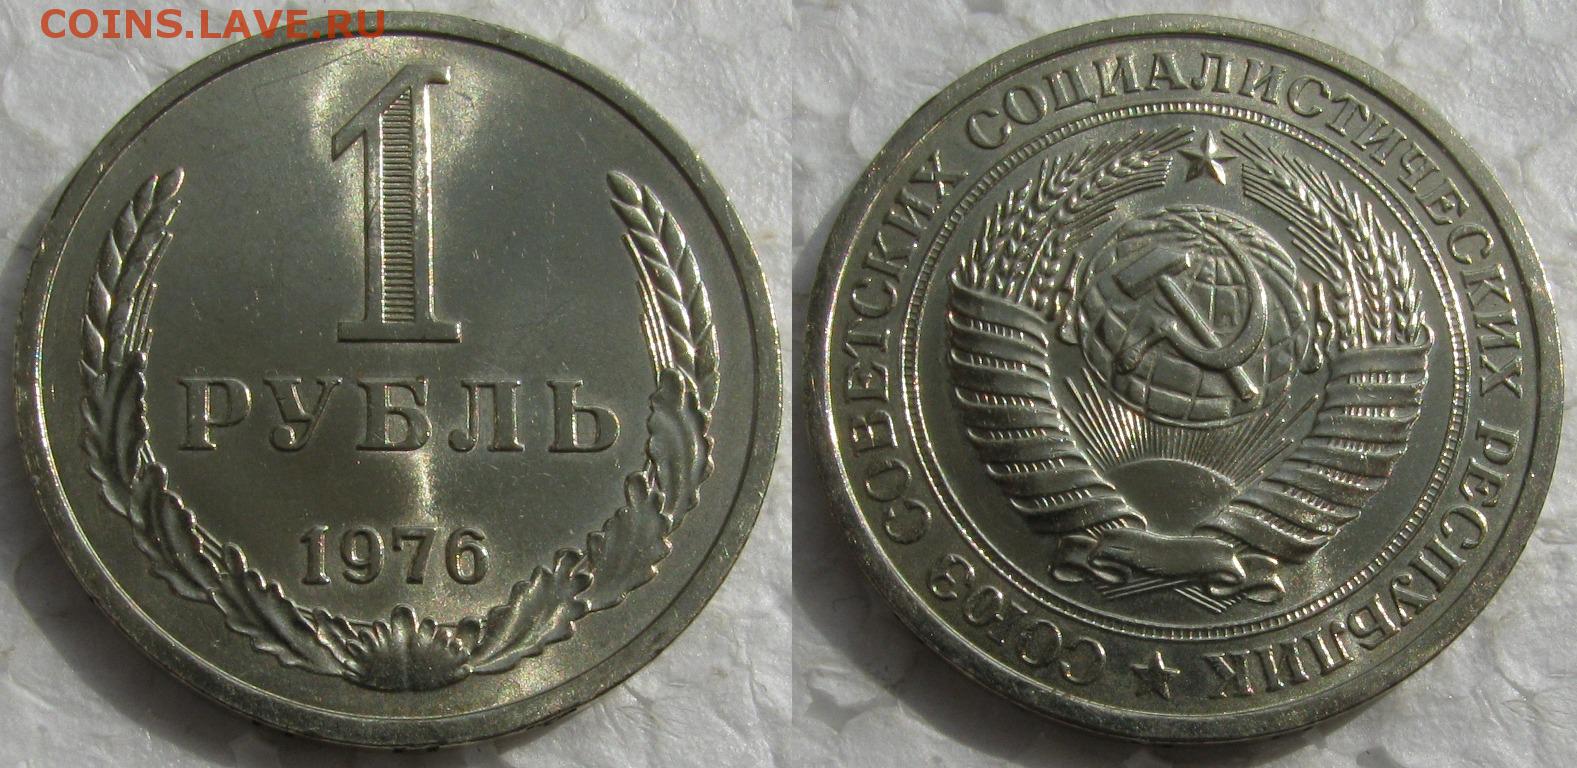 COINS.LAVE.RU
1
РУБЛЬ
1976
СОЮЗ СОВЕТСКИХ СОЦИАЛИСТИЧЕСКИХ РЕСПУБЛИК